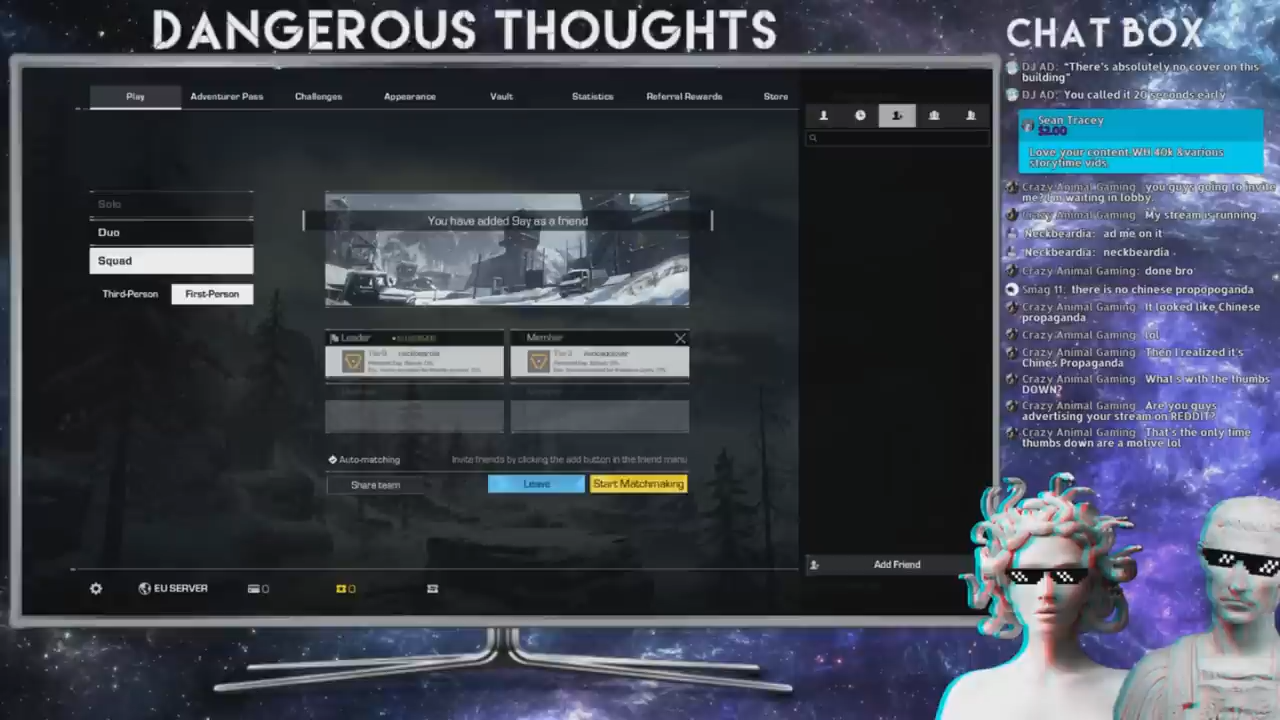 DANGEROUS THOUGHTS
CHAT BOX
Play
Adventurer Pass
Challenges
Appearance
Vault
Statistics
Referral Rewards
Store
Solo
Duo
Squad
Third-Person
First-Person
You have added Bay as a friend
Leader
neckbeardia
Member
Auto-matching
Invite friends by clicking the add button in the friend menu
Share team
Leave
Start Matchmaking
Add Friend
EU SERVER
0
0
DJ AD: "There's absolutely no cover on this
building"
DJ AD: You called it 20 seconds early
Sean Tracey
$2.00
Love your content WH 40k &various
storytime vids.
Crazy Animal Gaming: you guys going to invite
me? I'm waiting in lobby.
Crazy Animal Gaming: My stream is running
Neckbeardia: ad me on it
Neckbeardia: neckbeardia
Crazy Animal Gaming: done bro
Smag 11: there is no chinese propopoganda
Crazy Animal Gaming: It looked like Chinese
propaganda
Crazy Animal Gaming: lol
Crazy Animal Gaming: Then I realized it's
Chines Propaganda
Crazy Animal Gaming: What's with the thumbs
DOWN?
Crazy Animal Gaming: Are you guys
advertising your stream on REDDIT?
Crazy Animal Gaming: That's the only time
thumbs down are a motive lol